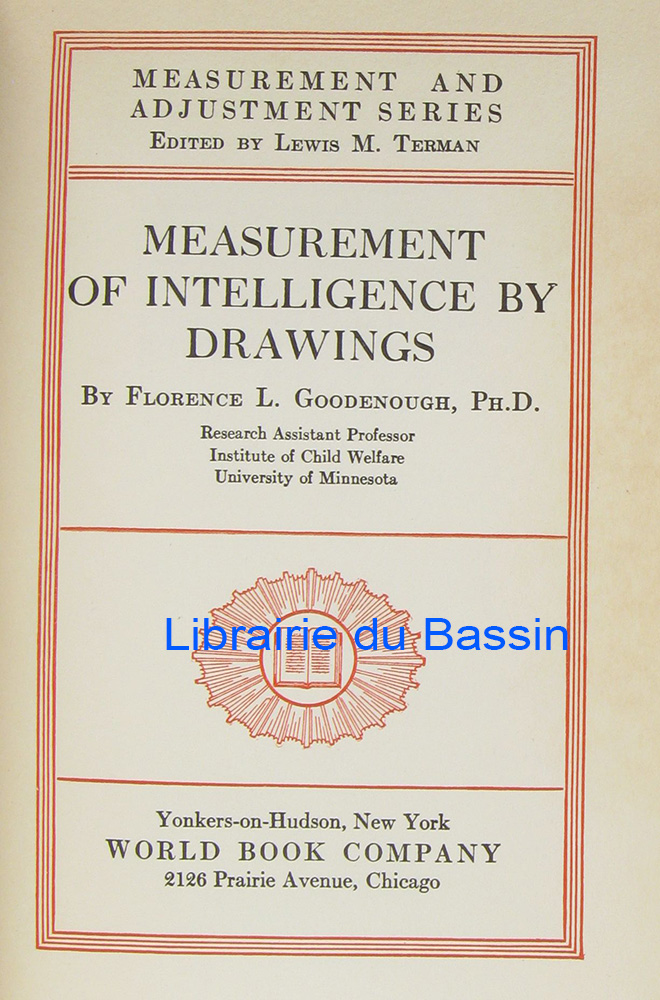 MEASUREMENT AND
ADJUSTMENT SERIES
EDITED BY LEWIS M. TERMAN
MEASUREMENT
OF INTELLIGENCE BY
DRAWINGS
BY FLORENCE L. GOODENOUGH, PH.D.
Research Assistant Professor
Institute of Child Welfare
University of Minnesota
Librairie du Bassin
Yonkers-on-Hudson, New York
WORLD BOOK COMPANY
2126 Prairie Avenue, Chicago